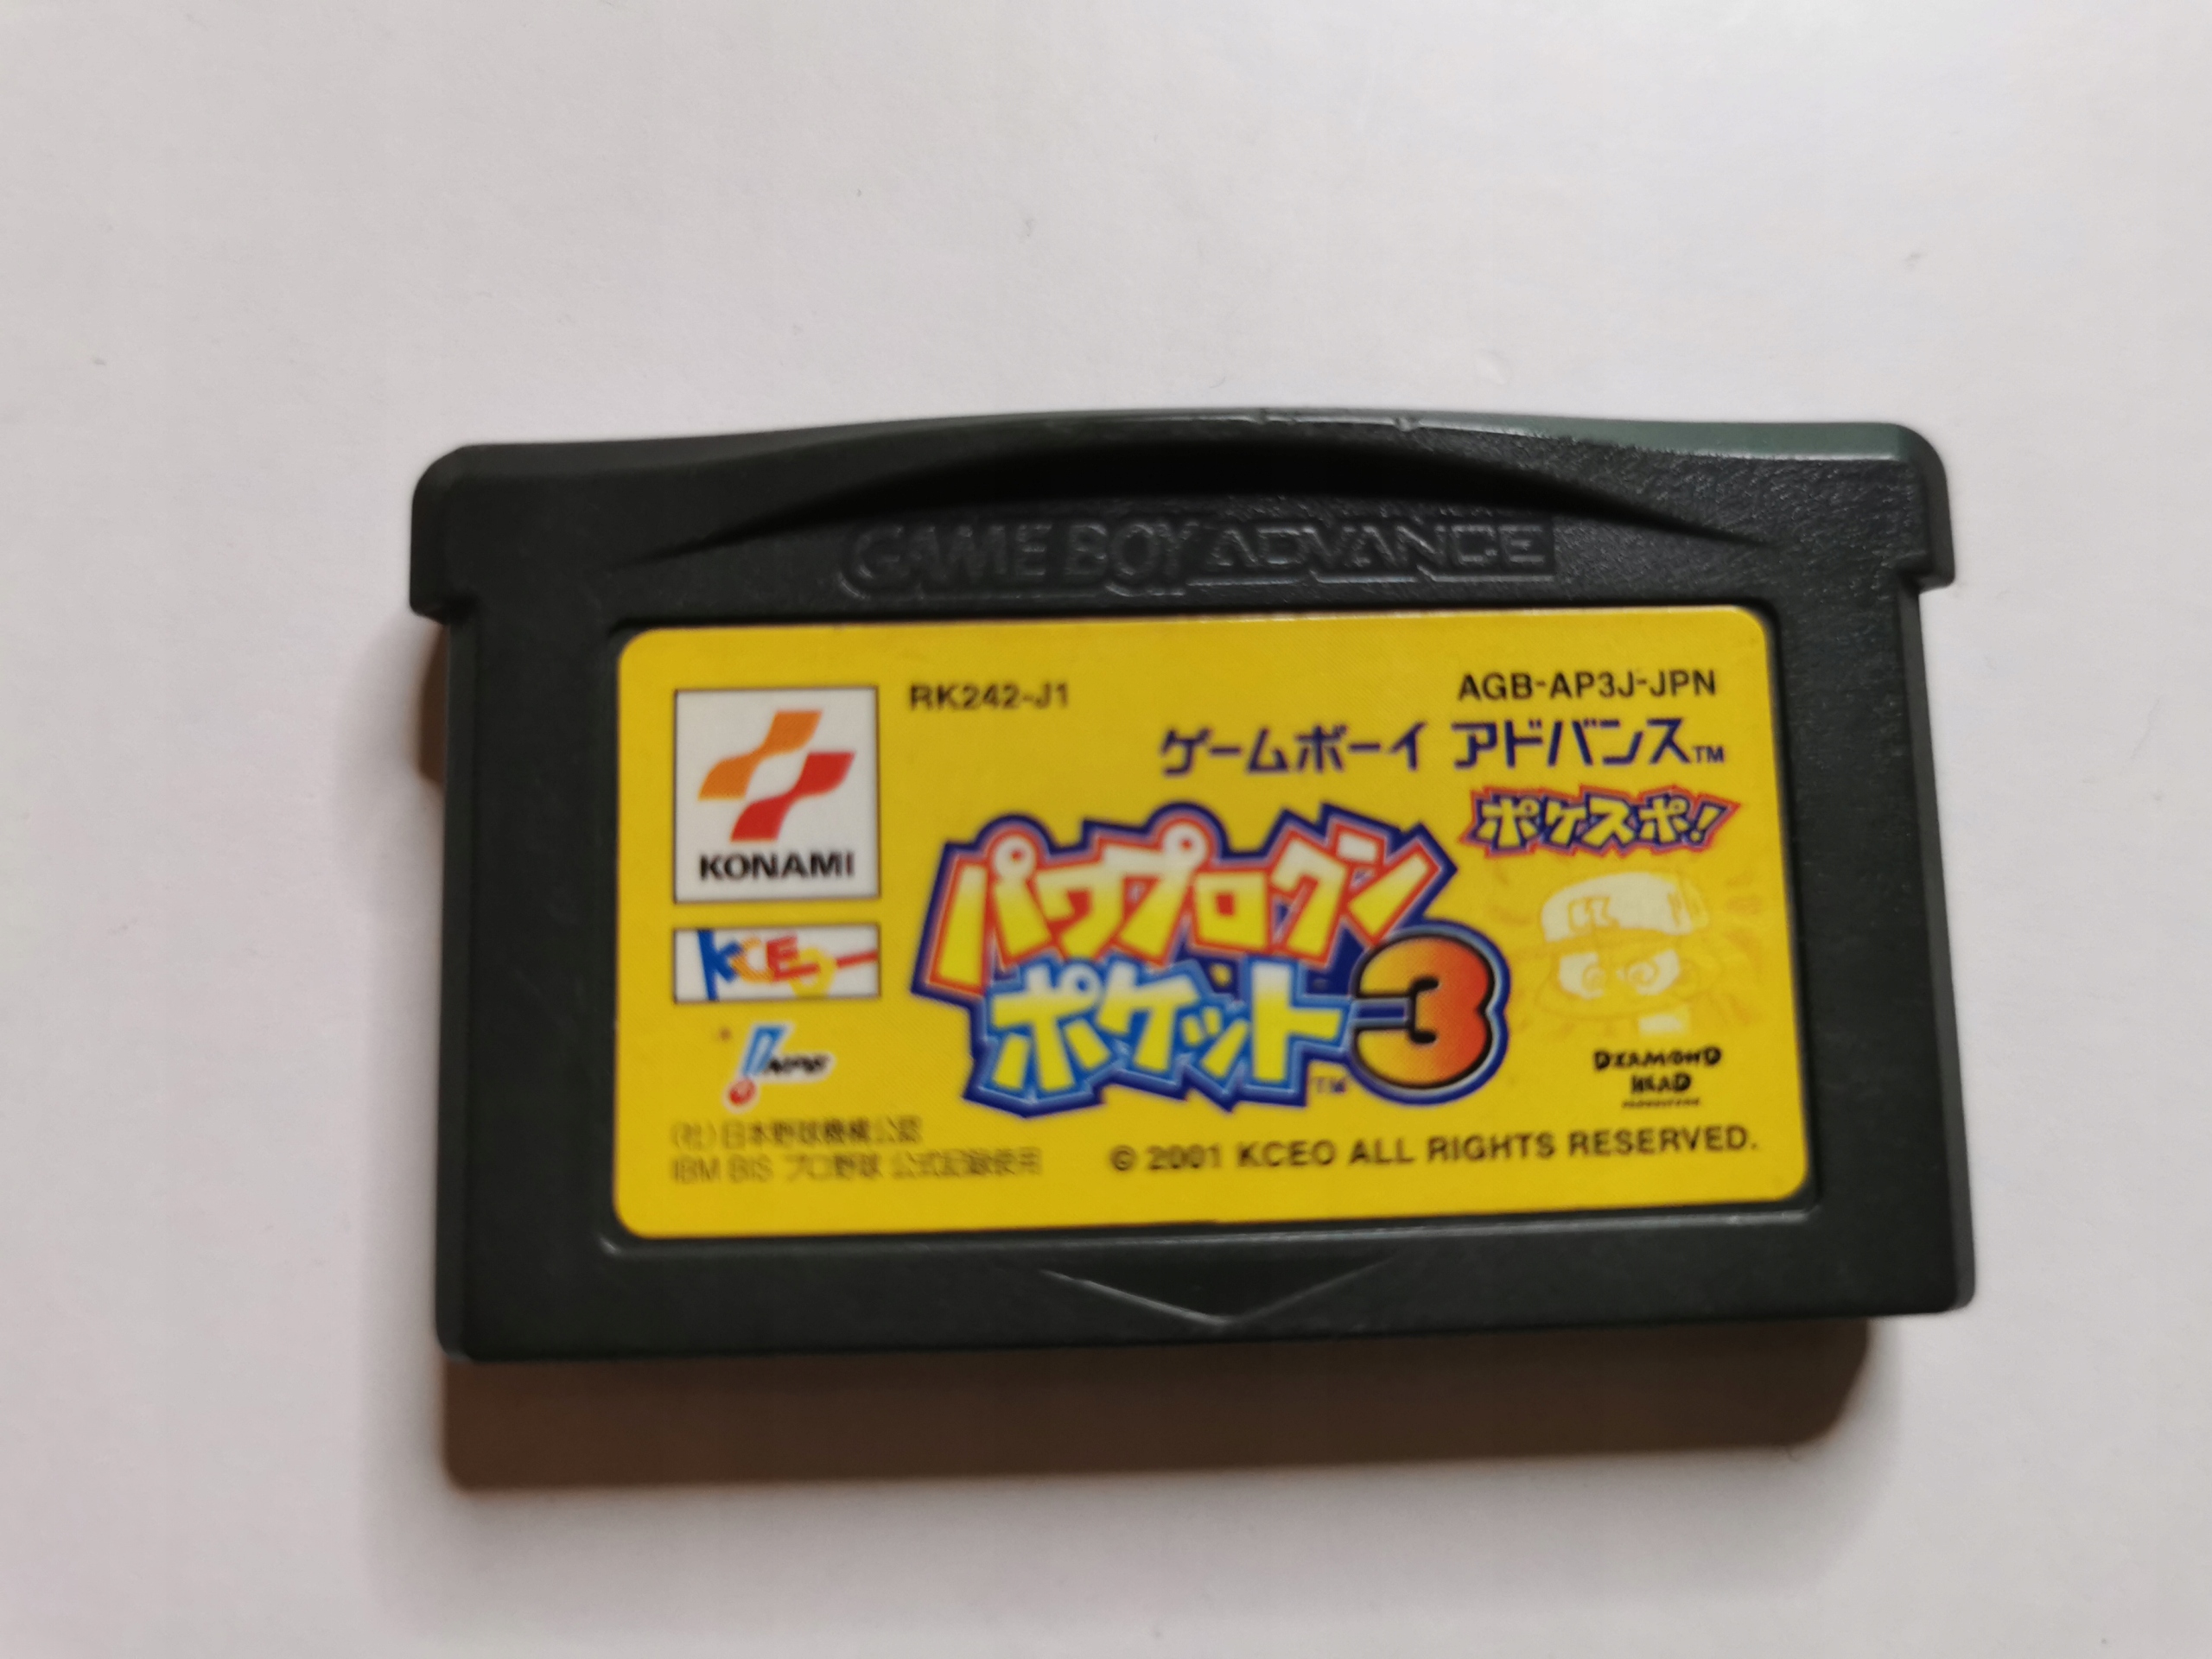 GAME BOY ADVANCE
RK242-J1
AGB-AP3J-JPN
ゲームボーイ アドバンス™
KONAMI
ポケスポ!
パワプロクン
ポケット3
™
KCEO
NPB
DIAMOND
HEAD
(社)日本野球機構公認
IBM BIS プロ野球 公式記録使用
© 2001 KCEO ALL RIGHTS RESERVED.